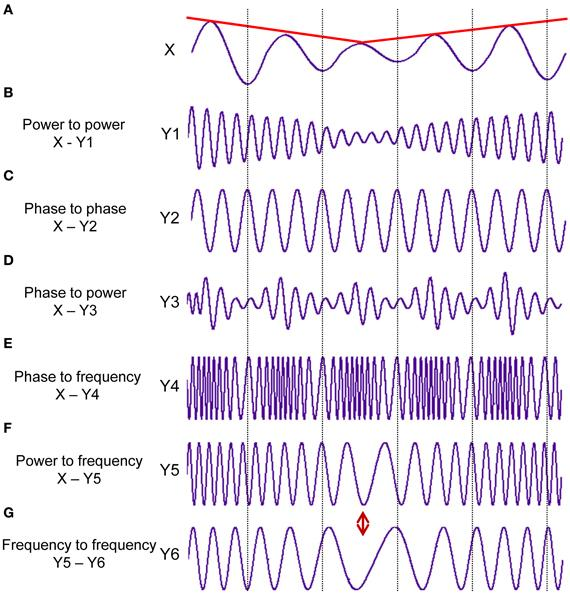 A
X
B
Power to power
X - Y1
Y1
C
Phase to phase
X – Y2
Y2
D
Phase to power
X – Y3
Y3
E
Phase to frequency
X – Y4
Y4
F
Power to frequency
X – Y5
Y5
G
Frequency to frequency
Y5 – Y6
Y6